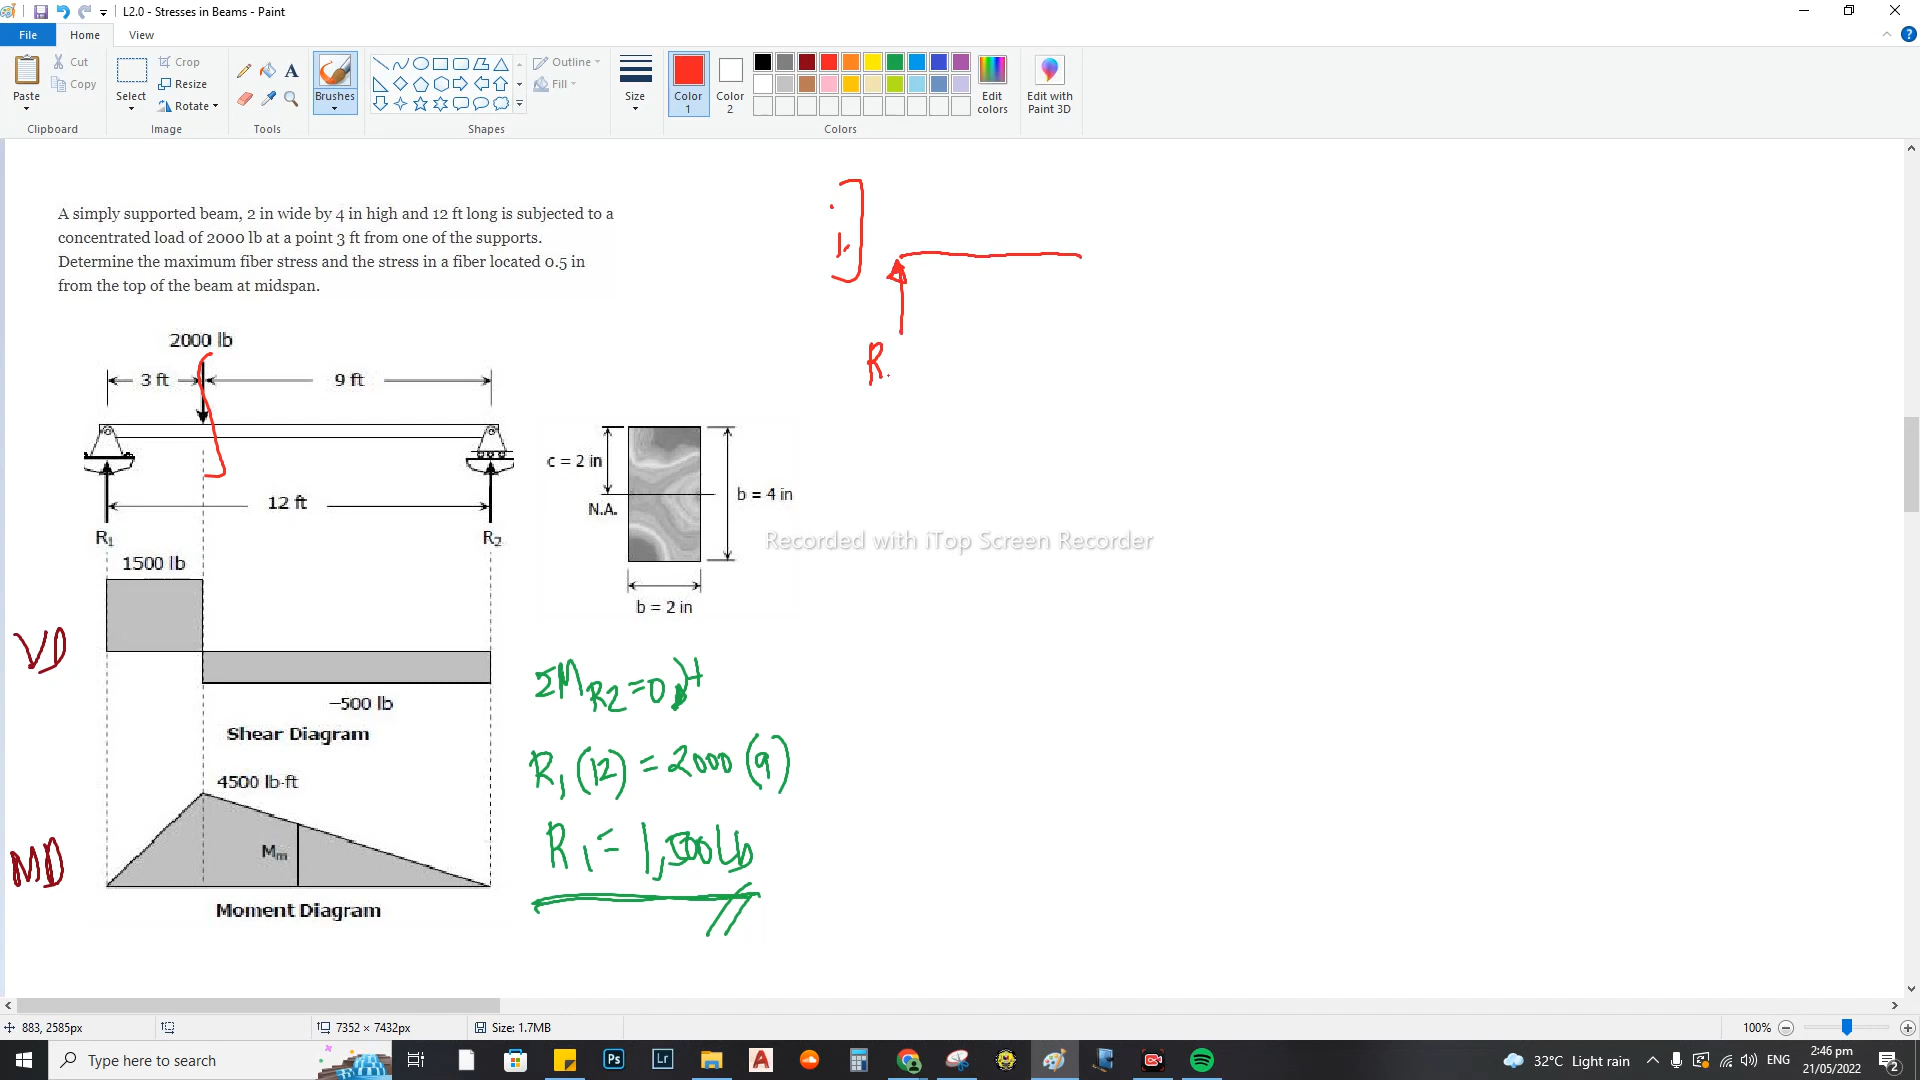 L2.0 - Stresses in Beams - Paint
File Home View
Paste Cut Copy Clipboard
Select Crop Resize Rotate Image
Tools
Brushes
Shapes Outline Fill
Size
Color 1 Color 2 Edit colors Edit with Paint 3D
Colors
A simply supported beam, 2 in wide by 4 in high and 12 ft long is subjected to a
concentrated load of 2000 lb at a point 3 ft from one of the supports.
Determine the maximum fiber stress and the stress in a fiber located 0.5 in
from the top of the beam at midspan.
2000 lb
3 ft 9 ft
12 ft
R1 R2
1500 lb
−500 lb
Shear Diagram
4500 lb·ft
Mm
Moment Diagram
VD
MD
c = 2 in
N.A.
b = 4 in
b = 2 in
Recorded with iTop Screen Recorder
ΣMR2 = 0 +
R1 (12) = 2000 (9)
R1 = 1,500 Lb
R
883, 2585px 7352 × 7432px Size: 1.7MB 100%
Type here to search
Ps Lr
32°C Light rain ENG 2:46 pm 21/05/2022 2